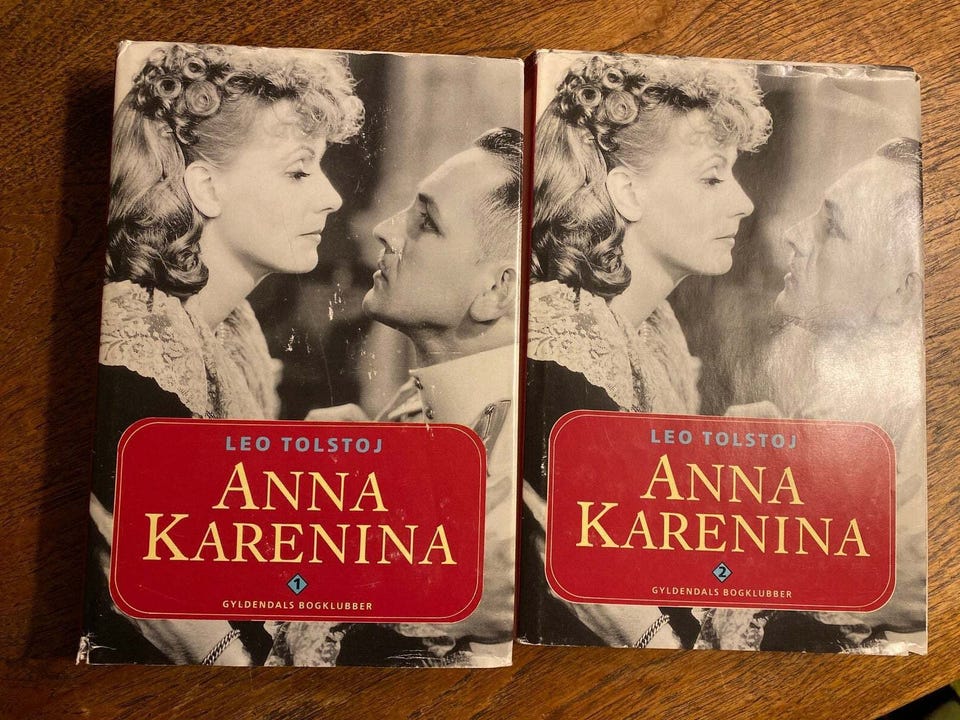 LEO TOLSTOJ
ANNA
KARENINA
1
GYLDENDALS BOGKLUBBER
LEO TOLSTOJ
ANNA
KARENINA
2
GYLDENDALS BOGKLUBBER